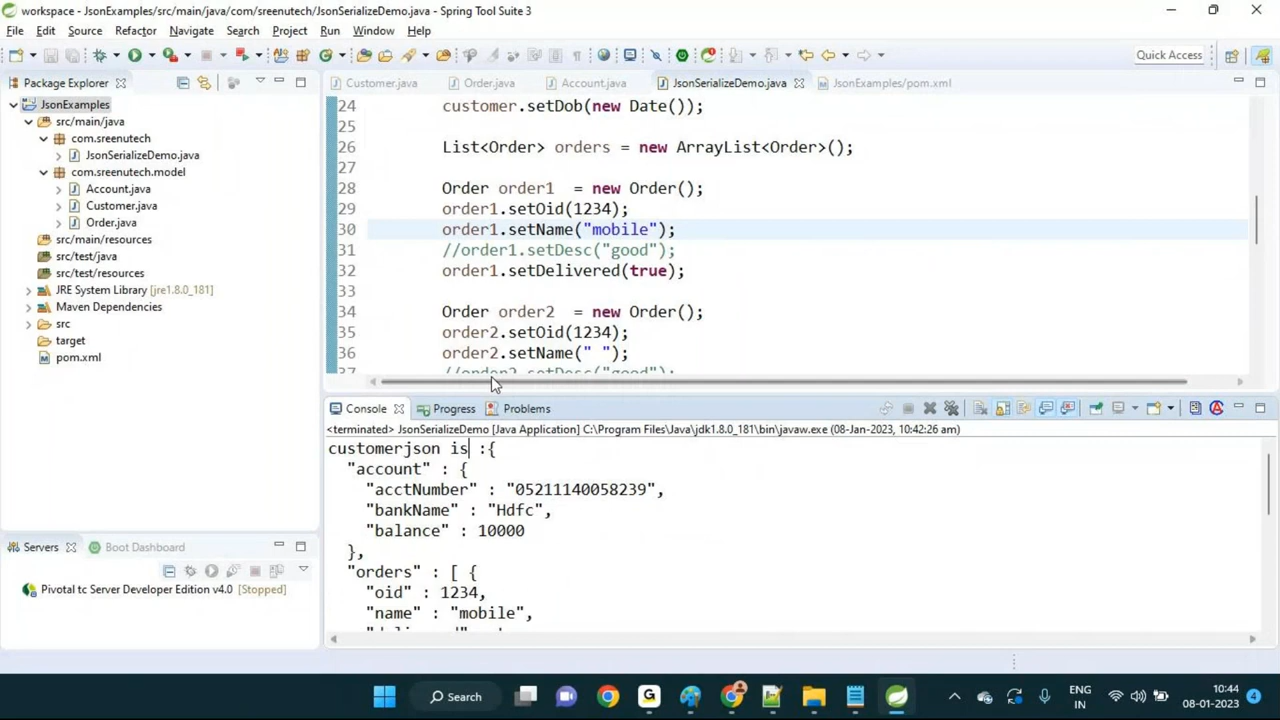 workspace - JsonExamples/src/main/java/com/sreenutech/JsonSerializeDemo.java - Spring Tool Suite 3
File Edit Source Refactor Navigate Search Project Run Window Help
Quick Access
Package Explorer
JsonExamples
src/main/java
com.sreenutech
JsonSerializeDemo.java
com.sreenutech.model
Account.java
Customer.java
Order.java
src/main/resources
src/test/java
src/test/resources
JRE System Library [jre1.8.0_181]
Maven Dependencies
src
target
pom.xml
Servers Boot Dashboard
Pivotal tc Server Developer Edition v4.0 [Stopped]
Customer.java Order.java Account.java JsonSerializeDemo.java JsonExamples/pom.xml
24 customer.setDob(new Date());
25
26 List<Order> orders = new ArrayList<Order>();
27
28 Order order1 = new Order();
29 order1.setOid(1234);
30 order1.setName("mobile");
31 //order1.setDesc("good");
32 order1.setDelivered(true);
33
34 Order order2 = new Order();
35 order2.setOid(1234);
36 order2.setName(" ");
37 //order2.setDesc("good");
Console Progress Problems
<terminated> JsonSerializeDemo [Java Application] C:\Program Files\Java\jdk1.8.0_181\bin\javaw.exe (08-Jan-2023, 10:42:26 am)
customerjson is :{
"account" : {
"acctNumber" : "05211140058239",
"bankName" : "Hdfc",
"balance" : 10000
},
"orders" : [ {
"oid" : 1234,
"name" : "mobile",
Search
ENG
IN
10:44
08-01-2023
4